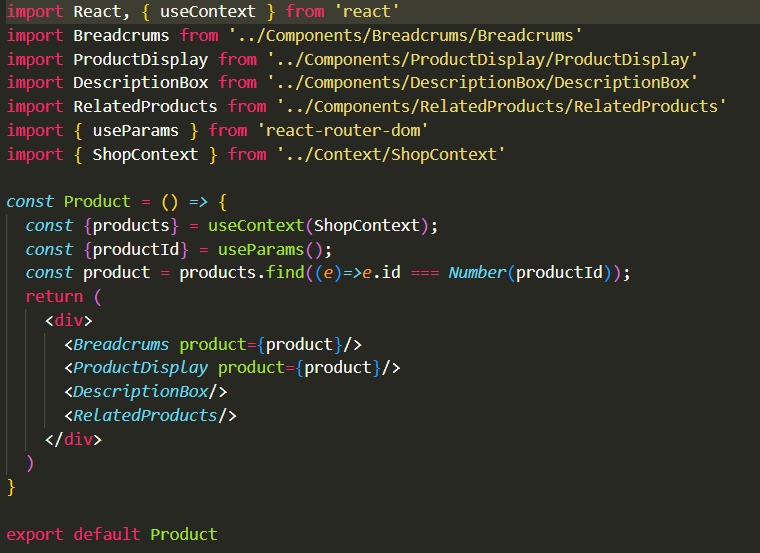 import React, { useContext } from 'react'
import Breadcrums from '../Components/Breadcrums/Breadcrums'
import ProductDisplay from '../Components/ProductDisplay/ProductDisplay'
import DescriptionBox from '../Components/DescriptionBox/DescriptionBox'
import RelatedProducts from '../Components/RelatedProducts/RelatedProducts'
import { useParams } from 'react-router-dom'
import { ShopContext } from '../Context/ShopContext'

const Product = () => {
  const {products} = useContext(ShopContext);
  const {productId} = useParams();
  const product = products.find((e)=>e.id === Number(productId));
  return (
    <div>
      <Breadcrums product={product}/>
      <ProductDisplay product={product}/>
      <DescriptionBox/>
      <RelatedProducts/>
    </div>
  )
}

export default Product